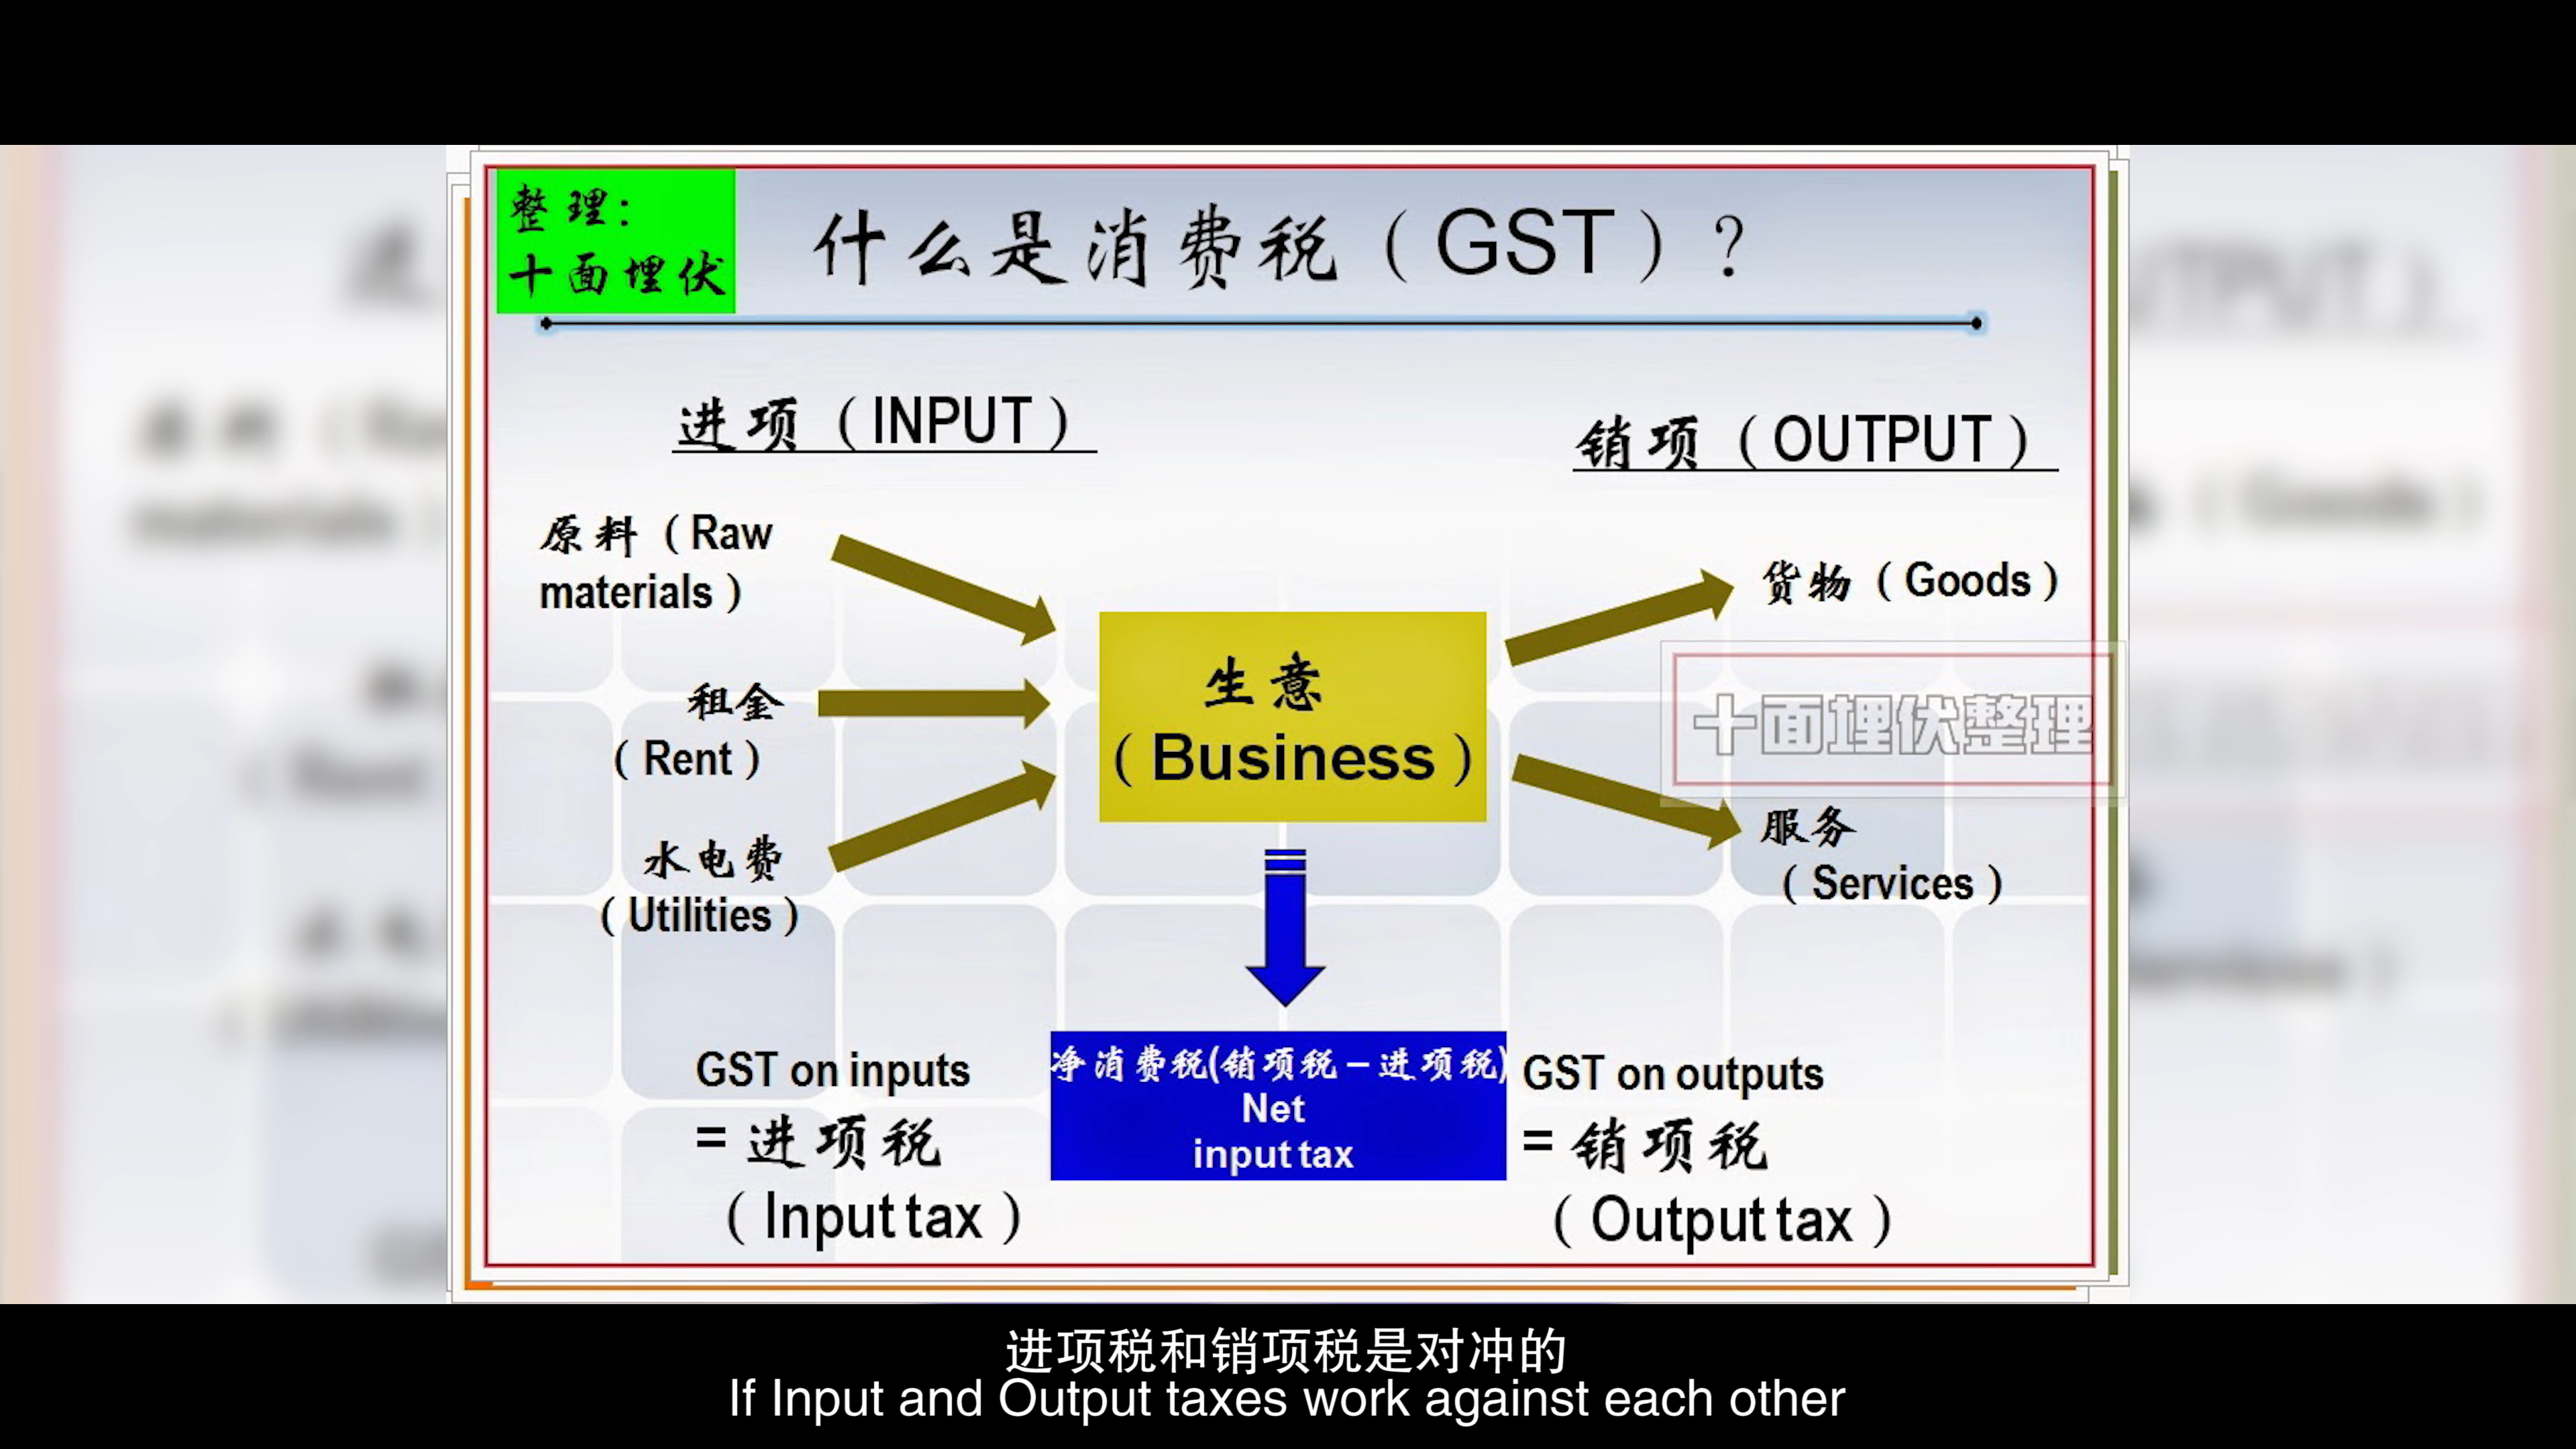 整理：
十面埋伏
什么是消费税（GST）？
进项（INPUT）
销项（OUTPUT）
原料（Raw
materials）
租金
（Rent）
水电费
（Utilities）
生意
（Business）
货物（Goods）
十面埋伏整理
服务
（Services）
GST on inputs
=进项税
（Input tax）
净消费税(销项税–进项税)
Net
input tax
GST on outputs
=销项税
（Output tax）
进项税和销项税是对冲的
If Input and Output taxes work against each other